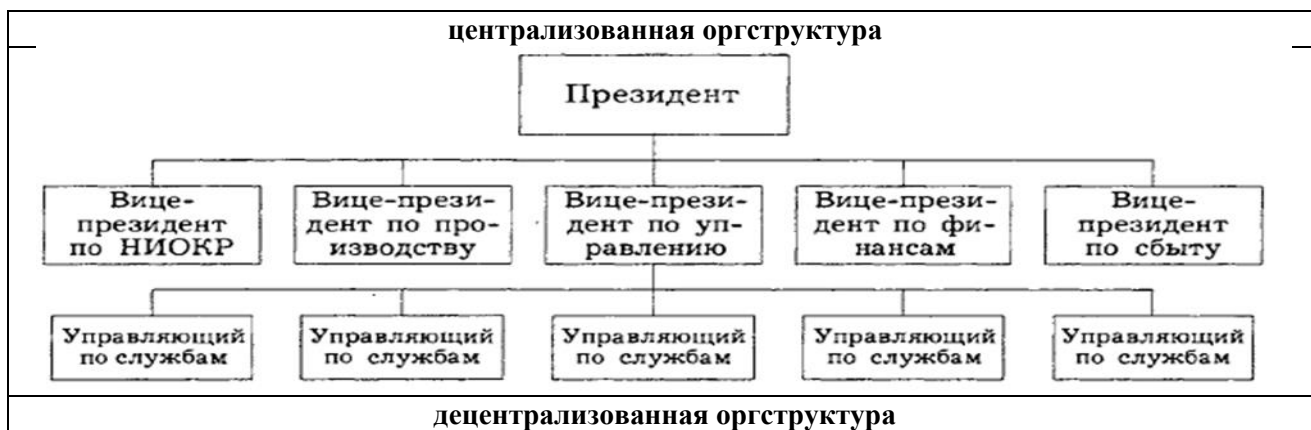 централизованная оргструктура
Президент
Вице-
президент
по НИОКР
Вице-прези-
дент по про-
изводству
Вице-прези-
дент по уп-
равлению
Вице-прези-
дент по фи-
нансам
Вице-
президент
по сбыту
Управляющий
по службам
Управляющий
по службам
Управляющий
по службам
Управляющий
по службам
Управляющий
по службам
децентрализованная оргструктура